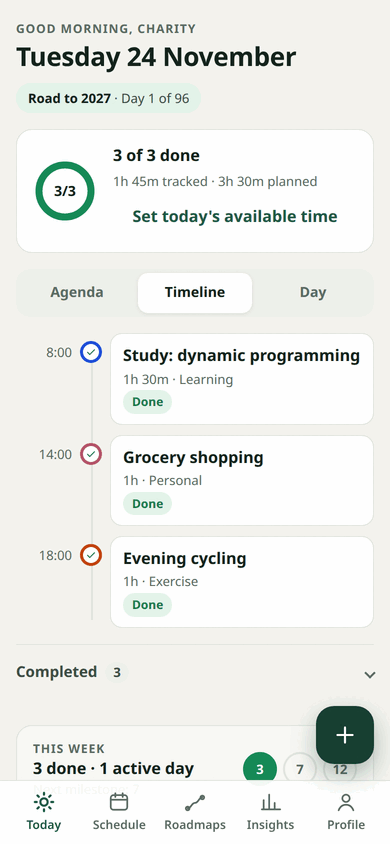 GOOD MORNING, CHARITY
Tuesday 24 November
Road to 2027 · Day 1 of 96
3/3
3 of 3 done
1h 45m tracked · 3h 30m planned
Set today's available time
Agenda Timeline Day
8:00
Study: dynamic programming
1h 30m · Learning
Done
14:00
Grocery shopping
1h · Personal
Done
18:00
Evening cycling
1h · Exercise
Done
Completed 3
THIS WEEK
3 done · 1 active day
3 7 12
Today Schedule Roadmaps Insights Profile